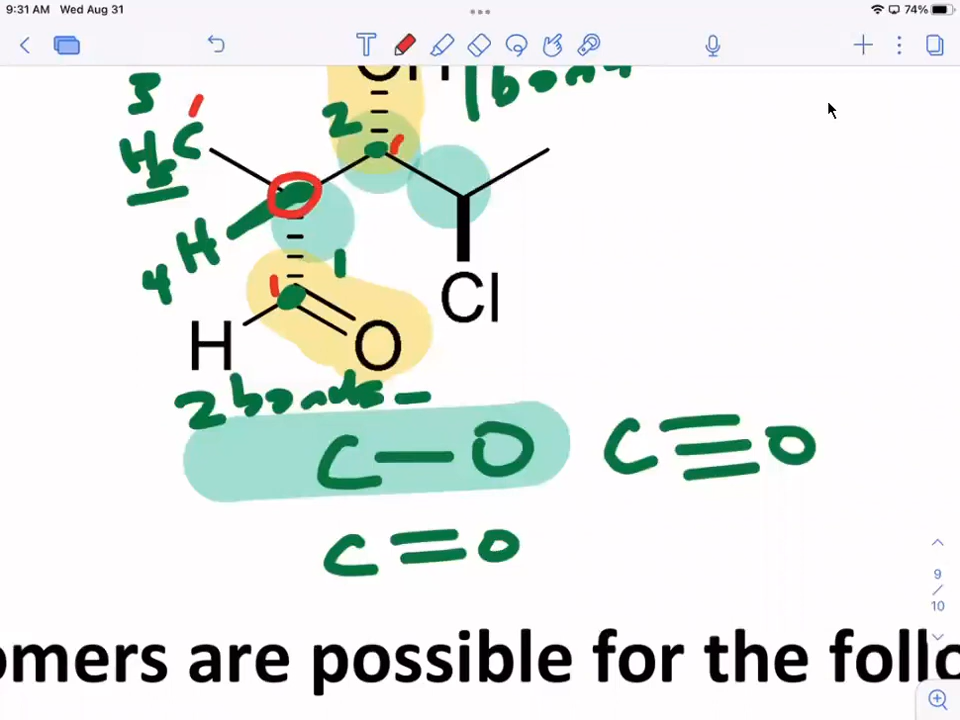 9:31 AM Wed Aug 31
74%
OH 1 bond
3
2
H3C
H
4
1
Cl
H
O
2 bonds -
C — O C ≡ O
C = O
9
/
10
omers are possible for the follo